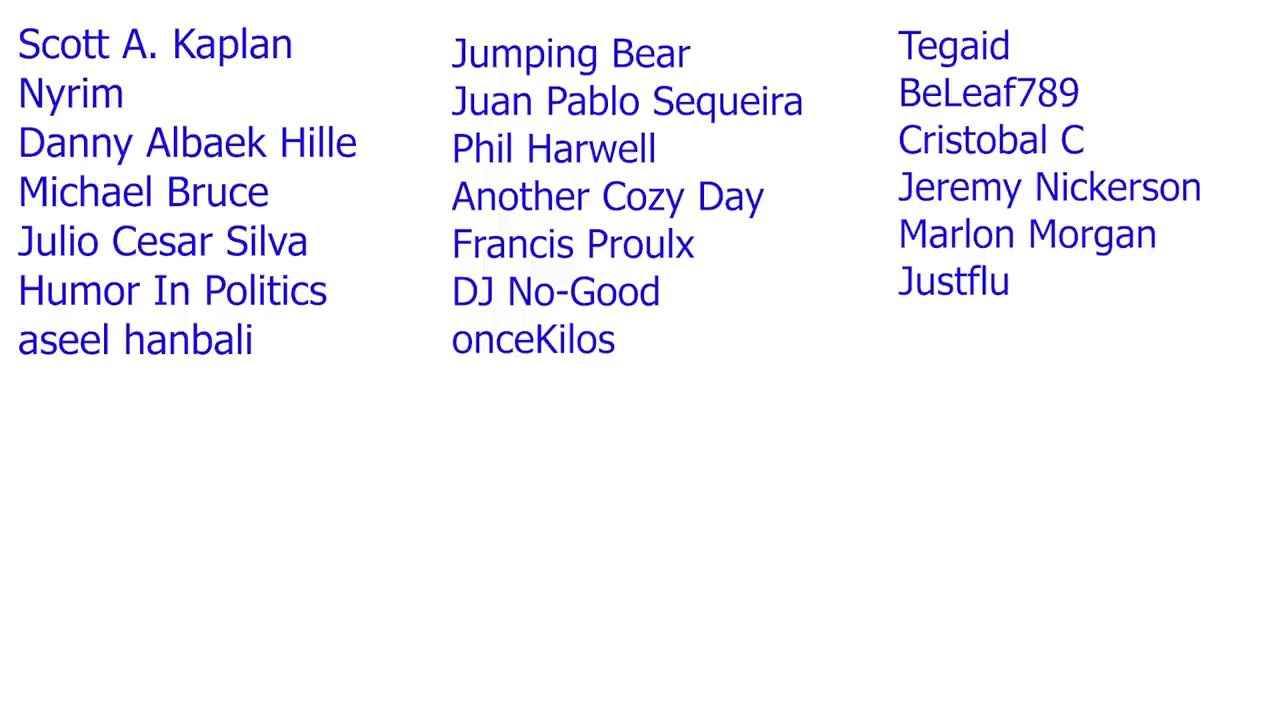 Scott A. Kaplan
Nyrim
Danny Albaek Hille
Michael Bruce
Julio Cesar Silva
Humor In Politics
aseel hanbali
Jumping Bear
Juan Pablo Sequeira
Phil Harwell
Another Cozy Day
Francis Proulx
DJ No-Good
onceKilos
Tegaid
BeLeaf789
Cristobal C
Jeremy Nickerson
Marlon Morgan
Justflu